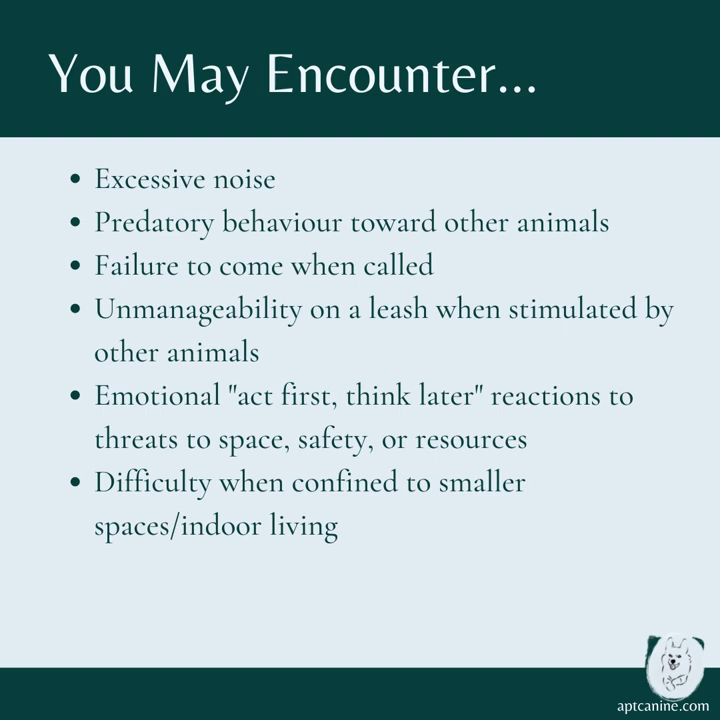 You May Encounter...
• Excessive noise
• Predatory behaviour toward other animals
• Failure to come when called
• Unmanageability on a leash when stimulated by
other animals
• Emotional "act first, think later" reactions to
threats to space, safety, or resources
• Difficulty when confined to smaller
spaces/indoor living
aptcanine.com